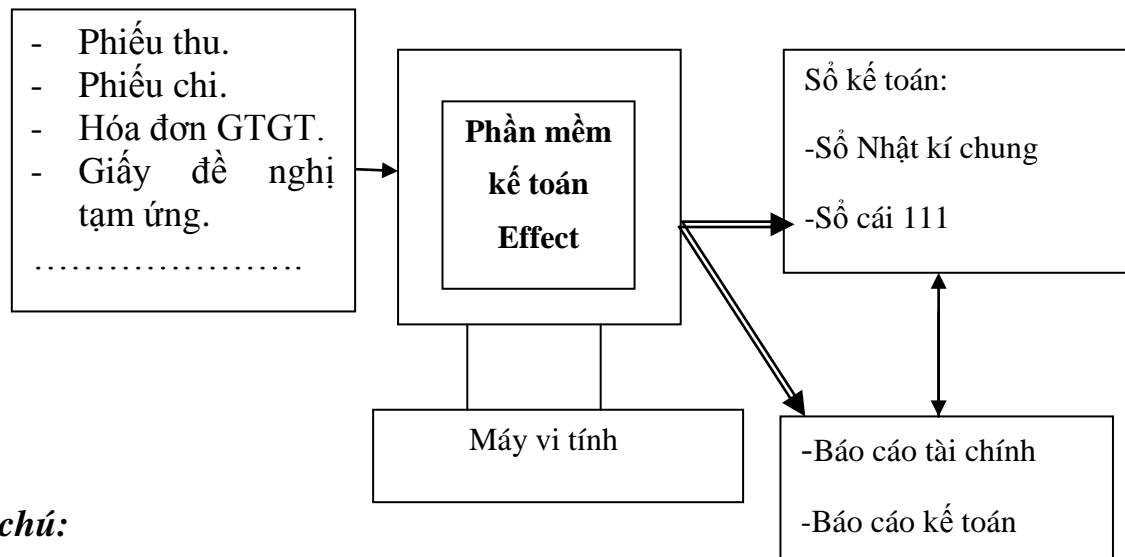 - Phiếu thu.
- Phiếu chi.
- Hóa đơn GTGT.
- Giấy đề nghị
tạm ứng.
…………………….
Phần mềm
kế toán
Effect
Sổ kế toán:
-Sổ Nhật kí chung
-Sổ cái 111
Máy vi tính
-Báo cáo tài chính
-Báo cáo kế toán
chú: